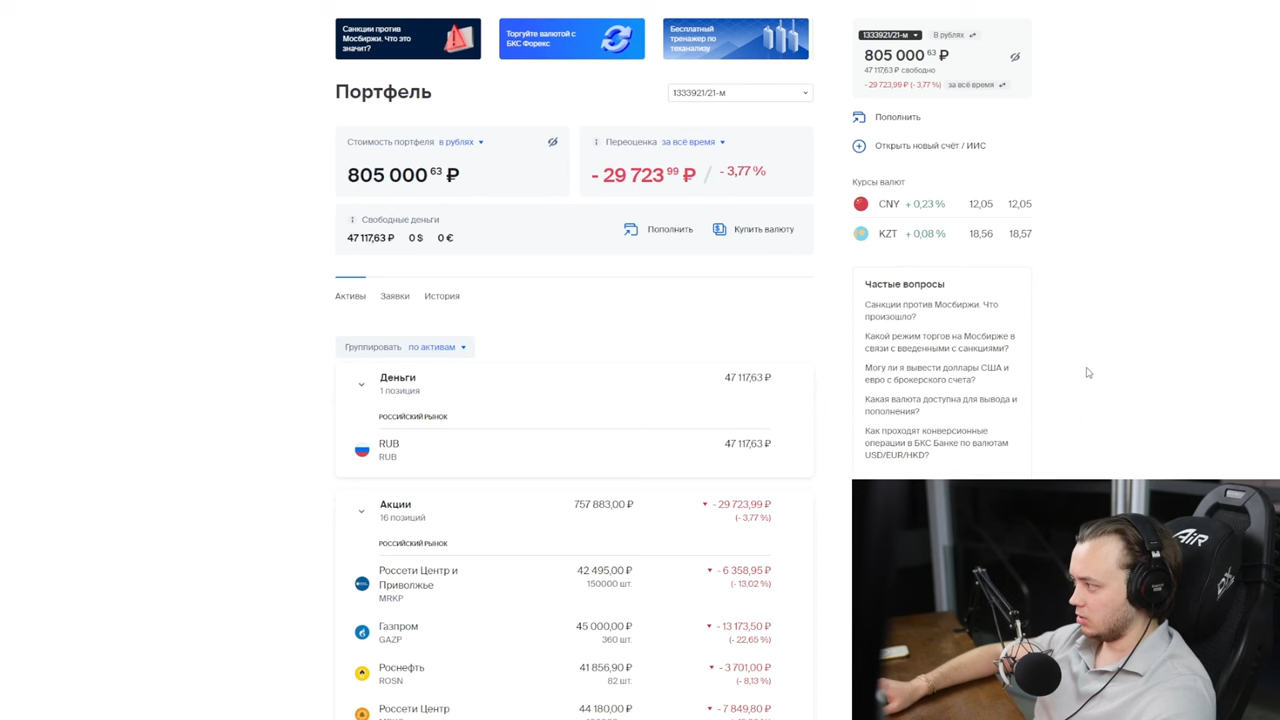 Санкции против
Мосбиржи. Что это
значит?
Торгуйте валютой с
БКС Форекс
Бесплатный
тренажер по
теханализу
Портфель
1333921/21-м
Стоимость портфеля в рублях
805 000 63 ₽
Переоценка за всё время
- 29 723 99 ₽ / - 3,77 %
Свободные деньги
47 117,63 ₽ 0 $ 0 €
Пополнить
Купить валюту
Активы Заявки История
Группировать по активам
Деньги 47 117,63 ₽
1 позиция
РОССИЙСКИЙ РЫНОК
RUB 47 117,63 ₽
RUB
Акции 757 883,00 ₽ - 29 723,99 ₽
16 позиций (- 3,77 %)
РОССИЙСКИЙ РЫНОК
Россети Центр и 42 495,00 ₽ - 6 358,95 ₽
Приволжье 150000 шт. (- 13,02 %)
MRKP
Газпром 45 000,00 ₽ - 13 173,50 ₽
GAZP 360 шт. (- 22,65 %)
Роснефть 41 856,90 ₽ - 3 701,00 ₽
ROSN 82 шт. (- 8,13 %)
Россети Центр 44 180,00 ₽ - 7 849,80 ₽
1333921/21-м В рублях
805 000 63 ₽
47 117,63 ₽ свободно
- 29 723,99 ₽ (- 3,77 %) за всё время
Пополнить
Открыть новый счёт / ИИС
Курсы валют
CNY + 0,23 % 12,05 12,05
KZT + 0,08 % 18,56 18,57
Частые вопросы
Санкции против Мосбиржи. Что
произошло?
Какой режим торгов на Мосбирже в
связи с введенными с санкциями?
Могу ли я вывести доллары США и
евро с брокерского счета?
Какая валюта доступна для вывода и
пополнения?
Как проходят конверсионные
операции в БКС Банке по валютам
USD/EUR/HKD?
AIR